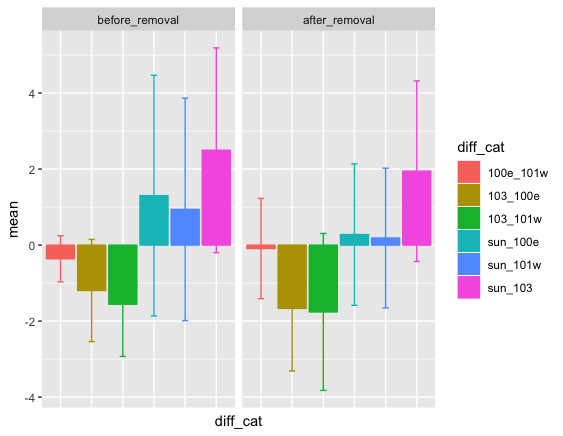 before_removal after_removal
mean
4
2
0
-2
-4
diff_cat
diff_cat
100e_101w
103_100e
103_101w
sun_100e
sun_101w
sun_103